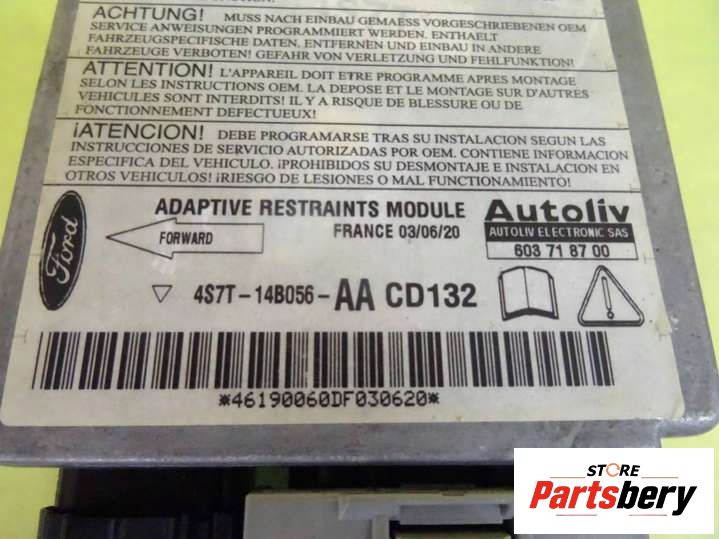 ACHTUNG! MUSS NACH EINBAU GEMAESS VORGESCHRIEBENEN OEM
SERVICE ANWEISUNGEN PROGRAMMIERT WERDEN. ENTHAELT
FAHRZEUGSPEZIFISCHE DATEN, ENTFERNEN UND EINBAU IN ANDERE
FAHRZEUGE VERBOTEN! GEFAHR VON VERLETZUNG UND FEHLFUNKTION!
ATTENTION! L'APPAREIL DOIT ETRE PROGRAMME APRES MONTAGE
SELON LES INSTRUCTIONS OEM. LA DEPOSE ET LE MONTAGE SUR D'AUTRES
VEHICULES SONT INTERDITS! IL Y A RISQUE DE BLESSURE OU DE
FONCTIONNEMENT DEFECTUEUX!
¡ATENCION! DEBE PROGRAMARSE TRAS SU INSTALACION SEGUN LAS
INSTRUCCIONES DE SERVICIO AUTORIZADAS POR OEM. CONTIENE INFORMACION
ESPECIFICA DEL VEHICULO. ¡PROHIBIDOS SU DESMONTAJE E INSTALACION EN
OTROS VEHICULOS! ¡RIESGO DE LESIONES O MAL FUNCIONAMIENTO!
Ford
FORWARD
ADAPTIVE RESTRAINTS MODULE
FRANCE 03/06/20
Autoliv
AUTOLIV ELECTRONIC SAS
603 71 87 00
4S7T-14B056-AA CD132
*46190060DF030620*
STORE
Partsbery